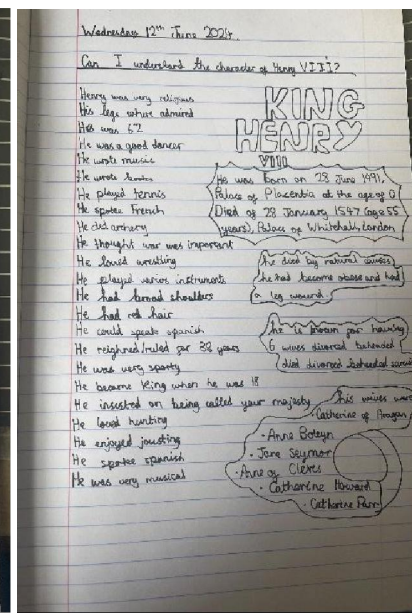 Wednesday 12th June 2024.
Can I understand the character of Henry VIII?
Henry was very religious
His legs where admired
He was 6'2
He was a good dancer
He wrote music
He wrote books
He played tennis
He spoke French
He did archery
He thought war was important
He loved wrestling
He played varios instruments
He had broad shoulders
He had red hair
He could speak spanish
He reighned/ruled for 38 years
He was very sporty
He became King when he was 18
He insisted on being called your majesty
He loved hunting
He enjoyed jousting
He spoke spanish
He was very musical
KING
HENRY
VIII
He was born on 28 June 1491,
Palace of Placentia at the age of 0
Died of 28 January 1547 (age 55
years), Palace of Whitehall, London
he died by natural causes
he had become obese and had
a leg wound
he is known for having
6 wives divorced beheaded
died divorced beheaded
his wives were
Catherine of Aragon
· Anne Boleyn
· Jane Seymor
· Anne of Cleves
· Catherine Howard
· Catherine Parr